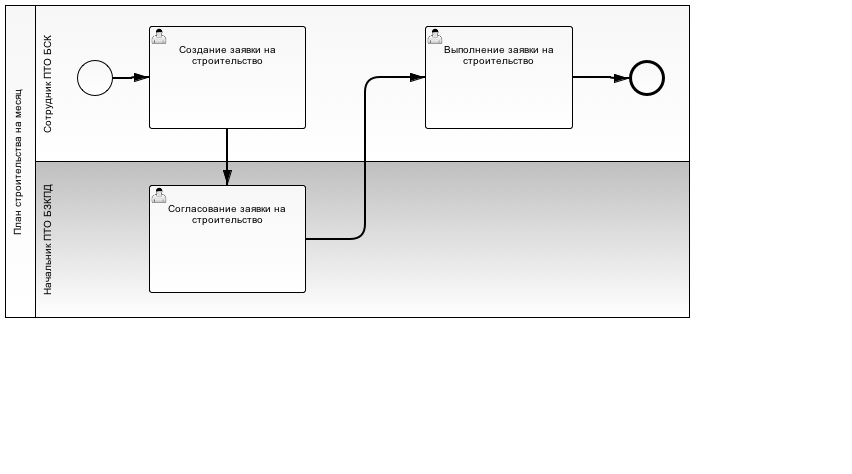 План строительства на месяц
Сотрудник ПТО БСК
Создание заявки на
строительство
Выполнение заявки на
строительство
Начальник ПТО БЗКПД
Согласование заявки на
строительство